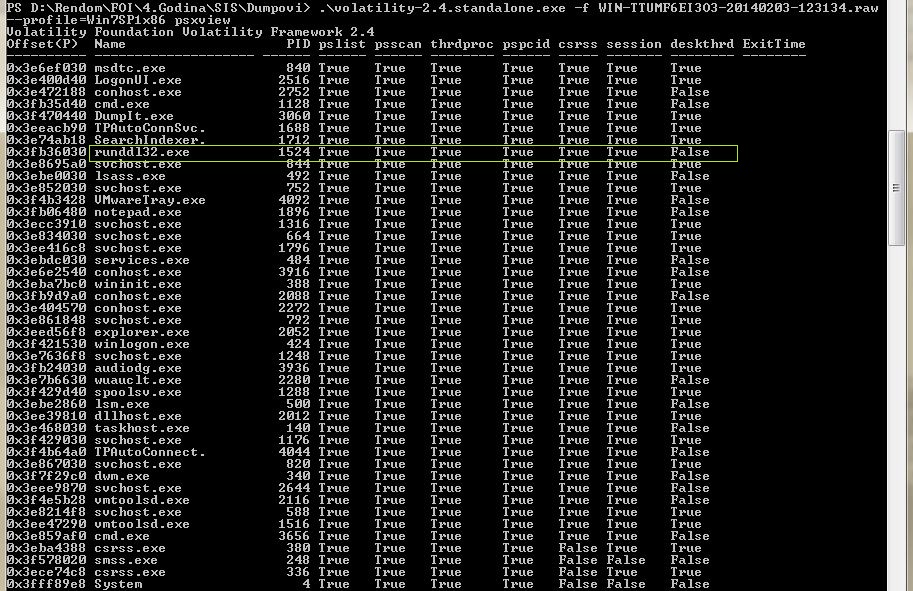 PS D:\Rendom\FOI\4.Godina\SIS\Dumpovi> .\volatility-2.4.standalone.exe -f WIN-TTUMF6EI3O3-20140203-123134.raw
--profile=Win7SP1x86 psxview
Volatility Foundation Volatility Framework 2.4
Offset(P) Name PID pslist psscan thrdproc pspcid csrss session deskthrd ExitTime
0x3e6ef030 msdtc.exe 840 True True True True True True True
0x3e400d40 LogonUI.exe 2516 True True True True True True True
0x3e472188 conhost.exe 2752 True True True True True True False
0x3fb35d40 cmd.exe 1128 True True True True True True False
0x3f470440 DumpIt.exe 3060 True True True True True True True
0x3eeacb90 TPAutoConnSvc. 1688 True True True True True True True
0x3e74ab18 SearchIndexer. 1712 True True True True True True True
0x3fb36030 runddl32.exe 1524 True True True True True True False
0x3e8695a0 svchost.exe 844 True True True True True True True
0x3ebe0030 lsass.exe 492 True True True True True True False
0x3e852030 svchost.exe 752 True True True True True True True
0x3f4b3428 VMwareTray.exe 4092 True True True True True True False
0x3fb06480 notepad.exe 1896 True True True True True True False
0x3ecc3910 svchost.exe 1316 True True True True True True True
0x3e834030 svchost.exe 664 True True True True True True True
0x3ee416c8 svchost.exe 1796 True True True True True True True
0x3ebdc030 services.exe 484 True True True True True True False
0x3e6e2540 conhost.exe 3916 True True True True True True False
0x3eba7bc0 wininit.exe 388 True True True True True True True
0x3fb9d9a0 conhost.exe 2088 True True True True True True False
0x3e404570 conhost.exe 2272 True True True True True True True
0x3e861848 svchost.exe 792 True True True True True True True
0x3eed56f8 explorer.exe 2052 True True True True True True True
0x3f421530 winlogon.exe 424 True True True True True True True
0x3e7636f8 svchost.exe 1248 True True True True True True True
0x3fb24030 audiodg.exe 3936 True True True True True True True
0x3e7b6630 wuauclt.exe 2280 True True True True True True False
0x3f429d40 spoolsv.exe 1288 True True True True True True True
0x3ebe2860 lsm.exe 500 True True True True True True False
0x3ee39810 dllhost.exe 2012 True True True True True True True
0x3e468030 taskhost.exe 140 True True True True True True False
0x3f429030 svchost.exe 1176 True True True True True True True
0x3f4b64a0 TPAutoConnect. 4044 True True True True True True False
0x3e867030 svchost.exe 820 True True True True True True True
0x3f7f29c0 dwm.exe 340 True True True True True True False
0x3eee9870 svchost.exe 2644 True True True True True True False
0x3f4e5b28 vmtoolsd.exe 2116 True True True True True True False
0x3e8214f8 svchost.exe 588 True True True True True True True
0x3ee47290 vmtoolsd.exe 1516 True True True True True True True
0x3e859af0 cmd.exe 3656 True True True True True True False
0x3eba4388 csrss.exe 380 True True True True False True True
0x3f578020 smss.exe 248 True True True True False False False
0x3ece74c8 csrss.exe 336 True True True True False True True
0x3fff89e8 System 4 True True True True False False False